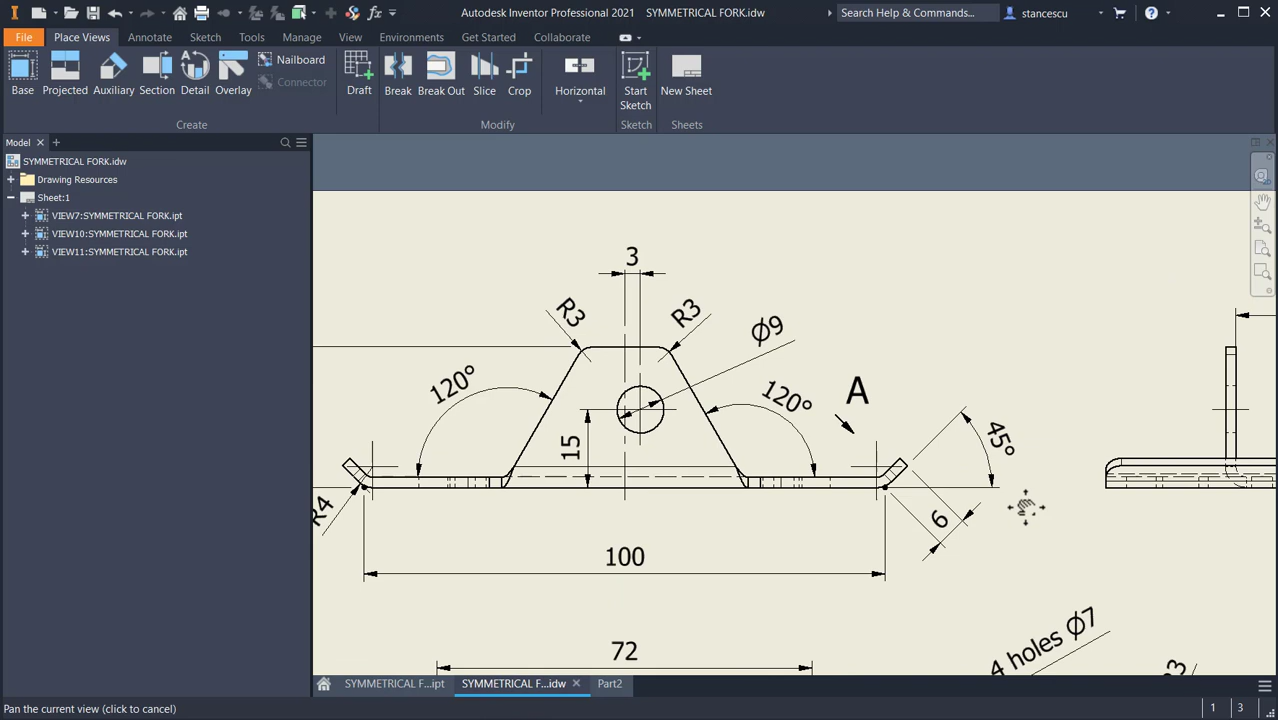 Autodesk Inventor Professional 2021 SYMMETRICAL FORK.idw
Search Help & Commands...
stancescu
File Place Views Annotate Sketch Tools Manage View Environments Get Started Collaborate
Base Projected Auxiliary Section Detail Overlay
Nailboard
Connector
Draft
Break Break Out Slice Crop
Horizontal
Start
Sketch
New Sheet
Create
Modify
Sketch
Sheets
Model
SYMMETRICAL FORK.idw
Drawing Resources
Sheet:1
VIEW7:SYMMETRICAL FORK.ipt
VIEW10:SYMMETRICAL FORK.ipt
VIEW11:SYMMETRICAL FORK.ipt
3
R3
R3
Ø9
120°
120°
A
15
45°
R4
6
100
72
4 holes Ø7
R3
SYMMETRICAL F...ipt
SYMMETRICAL F...idw
Part2
Pan the current view (click to cancel)
1 3